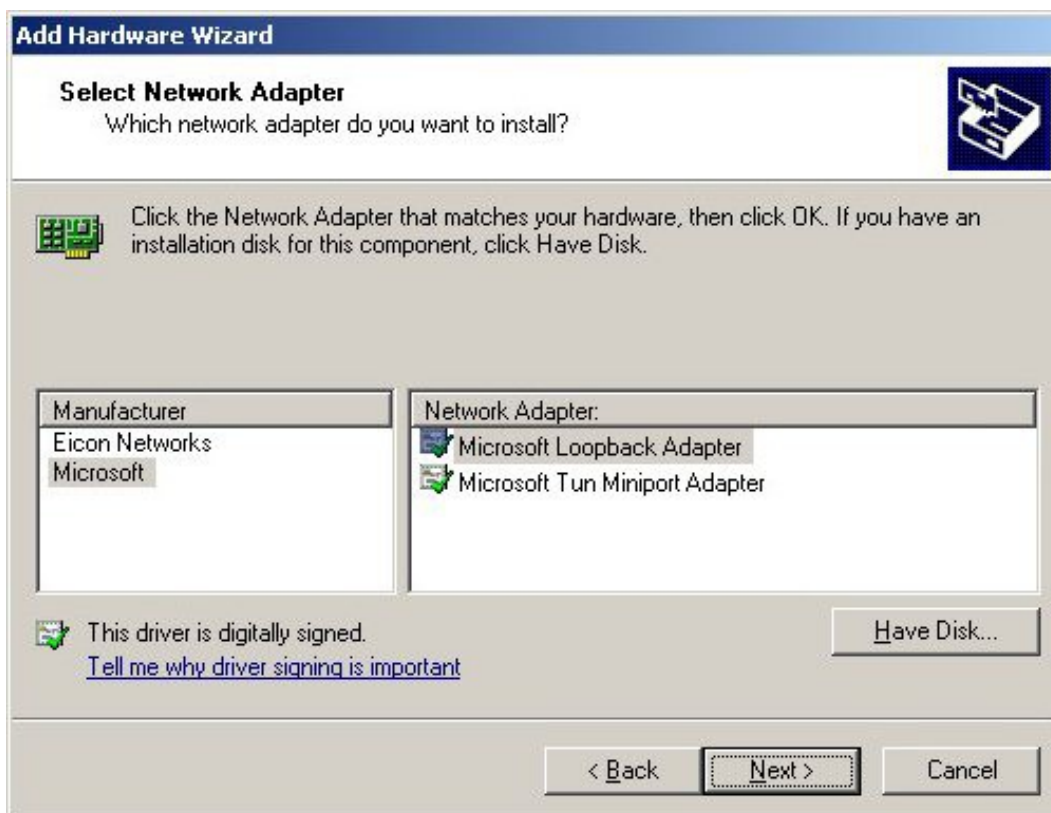 Add Hardware Wizard
Select Network Adapter
Which network adapter do you want to install?
Click the Network Adapter that matches your hardware, then click OK. If you have an
installation disk for this component, click Have Disk.
Manufacturer
Eicon Networks
Microsoft
Network Adapter:
Microsoft Loopback Adapter
Microsoft Tun Miniport Adapter
This driver is digitally signed.
Tell me why driver signing is important
Have Disk...
< Back
Next >
Cancel